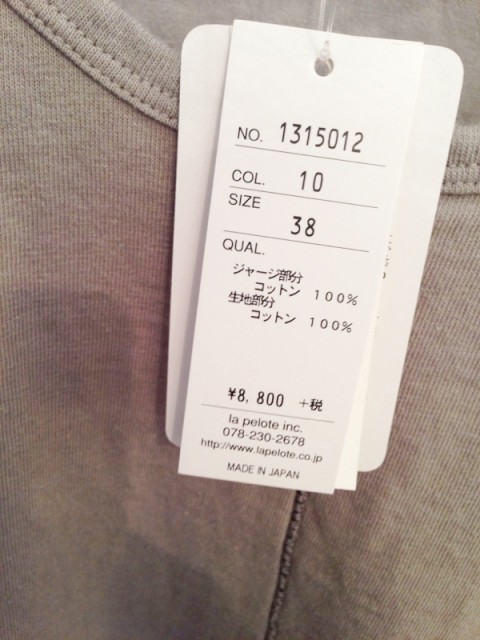 NO. 1315012
COL. 10
SIZE
38
QUAL.
ジャージ部分
コットン 100%
生地部分
コットン 100%
¥8,800 +税
la pelote inc.
078-230-2678
http://www.lapelote.co.jp
MADE IN JAPAN